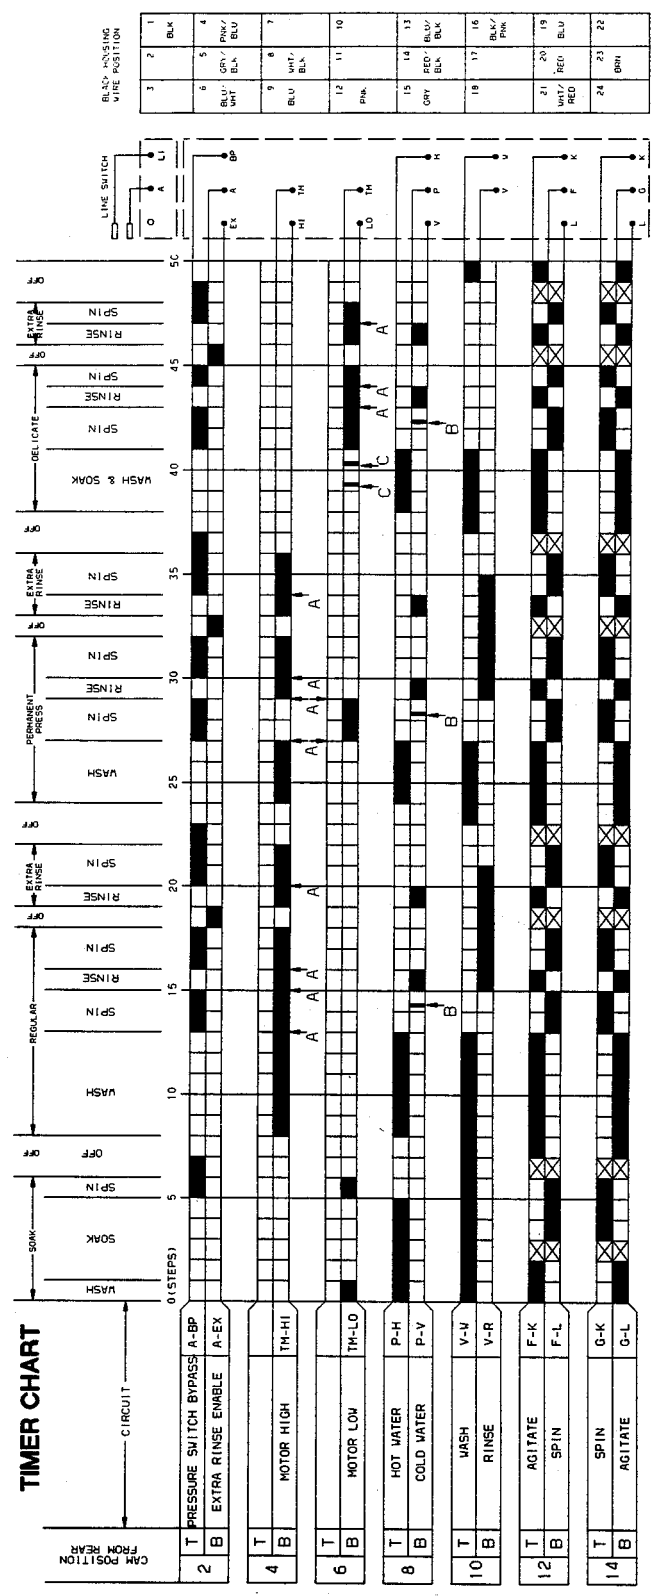 TIMER CHART
CAM POSITION
FROM REAR
CIRCUIT
SOAK
REGULAR
EXTRA
RINSE
PERMANENT
PRESS
EXTRA
RINSE
DELICATE
EXTRA
RINSE
WASH SOAK SPIN OFF OFF WASH SPIN RINSE SPIN OFF RINSE SPIN OFF WASH SPIN RINSE SPIN OFF RINSE SPIN OFF WASH & SOAK SPIN RINSE SPIN OFF RINSE SPIN OFF
0 (STEPS) 5 10 15 20 25 30 35 40 45 50
LINE SWITCH
O A LI
BLACK HOUSING
WIRE POSITION
3 2 1
BLK
2 T PRESSURE SWITCH BYPASS A-BP
B EXTRA RINSE ENABLE A-EX
EX A BP
6 5 4
BLU/ GRY/ PNK/
WHT BLK BLU
4 T
B MOTOR HIGH TM-HI
A A A A A A A A
HI TM
9 8 7
BLU WHT/
BLK
6 T
B MOTOR LOW TM-LO
C C A A A
LO TM
12 11 10
PNK
8 T HOT WATER P-H
B COLD WATER P-V
B B B
V P H
15 14 13
GRY RED/ BLU/
BLK BLK
10 T WASH V-W
B RINSE V-R
V W
18 17 16
BLK/
PNK
12 T AGITATE F-K
B SPIN F-L
L F K
21 20 19
WHT/ RED BLU
RED
14 T SPIN G-K
B AGITATE G-L
L G K
24 23 22
BRN